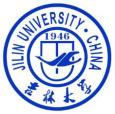 JILIN UNIVERSITY · CHINA
1946
吉林大学